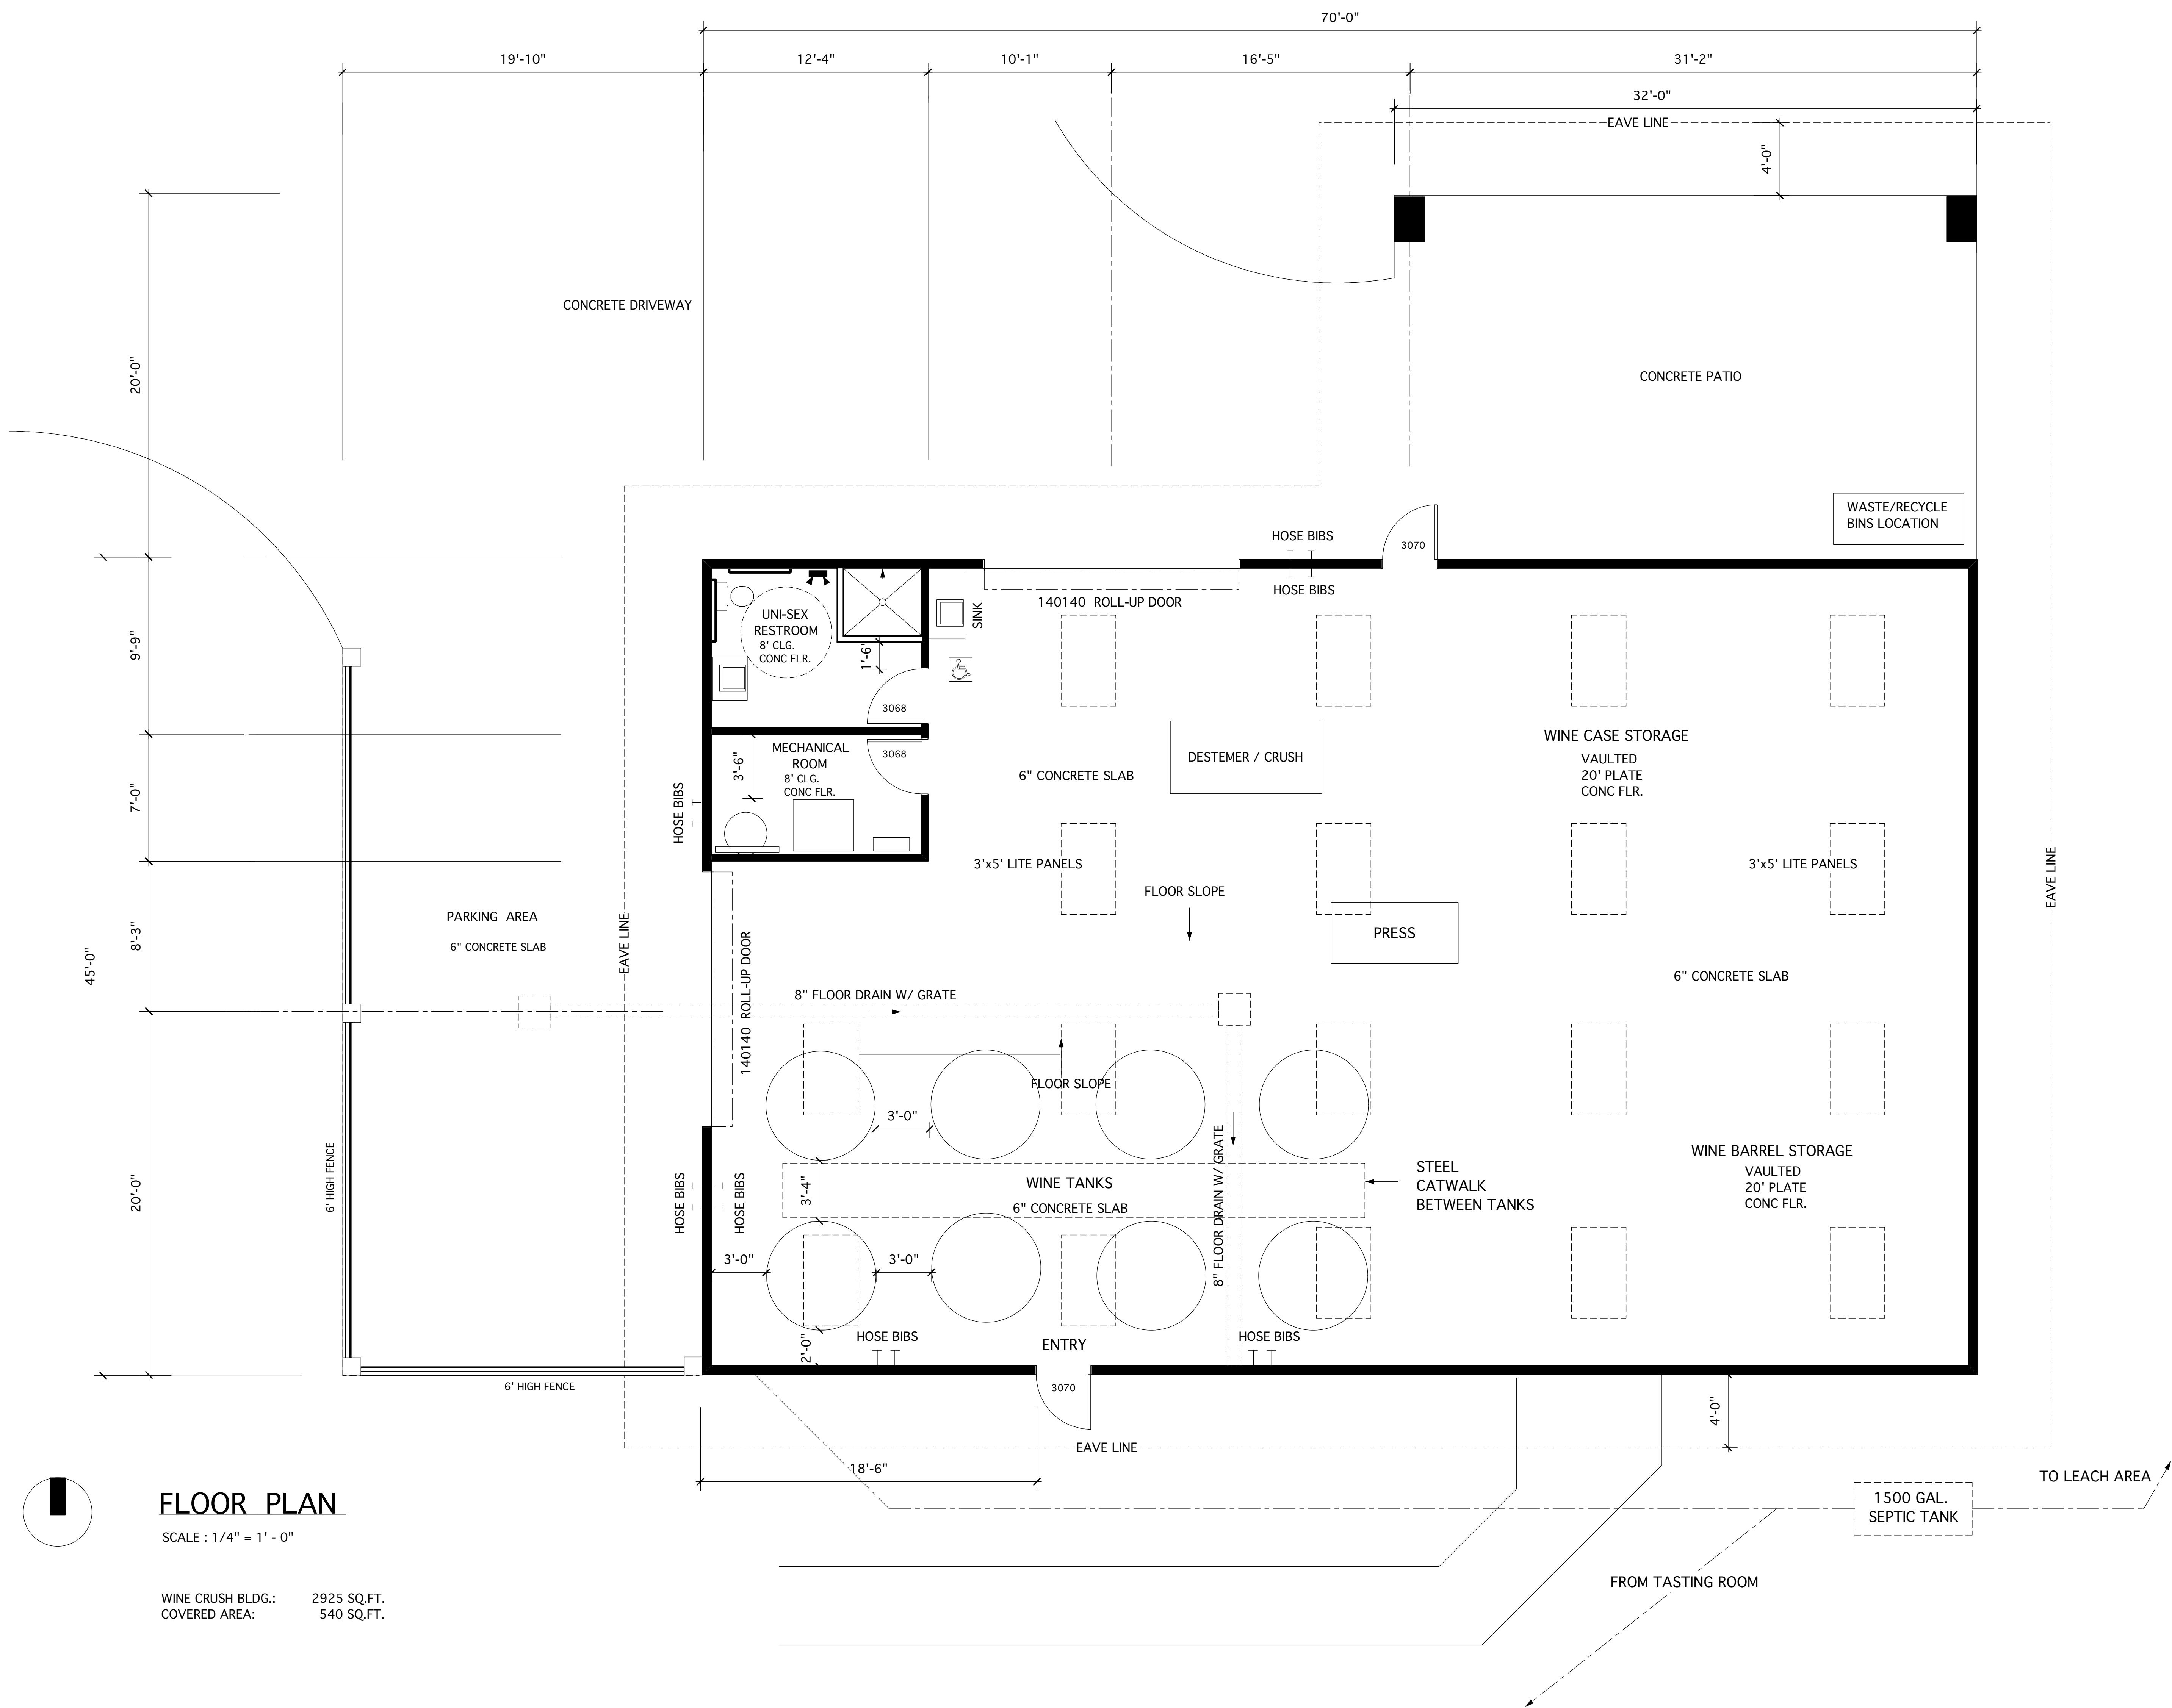 70'-0"
19'-10"
12'-4"
10'-1"
16'-5"
31'-2"
32'-0"
EAVE LINE
4'-0"
CONCRETE DRIVEWAY
20'-0"
CONCRETE PATIO
WASTE/RECYCLE
BINS LOCATION
HOSE BIBS
3070
HOSE BIBS
140140 ROLL-UP DOOR
SINK
UNI-SEX
RESTROOM
8' CLG.
CONC FLR.
1'-6"
9'-9"
3068
MECHANICAL
ROOM
8' CLG.
CONC FLR.
3068
3'-6"
7'-0"
HOSE BIBS
6" CONCRETE SLAB
DESTEMER / CRUSH
WINE CASE STORAGE
VAULTED
20' PLATE
CONC FLR.
3'x5' LITE PANELS
3'x5' LITE PANELS
EAVE LINE
FLOOR SLOPE
PARKING AREA
6" CONCRETE SLAB
EAVE LINE
8'-3"
45'-0"
PRESS
6" CONCRETE SLAB
140140 ROLL-UP DOOR
8" FLOOR DRAIN W/ GRATE
FLOOR SLOPE
3'-0"
6' HIGH FENCE
20'-0"
HOSE BIBS
HOSE BIBS
3'-4"
WINE TANKS
6" CONCRETE SLAB
8" FLOOR DRAIN W/ GRATE
STEEL
CATWALK
BETWEEN TANKS
WINE BARREL STORAGE
VAULTED
20' PLATE
CONC FLR.
3'-0"
3'-0"
2'-0"
HOSE BIBS
ENTRY
HOSE BIBS
6' HIGH FENCE
3070
4'-0"
EAVE LINE
18'-6"
TO LEACH AREA
1500 GAL.
SEPTIC TANK
FROM TASTING ROOM
FLOOR PLAN
SCALE : 1/4" = 1' - 0"
WINE CRUSH BLDG.: 2925 SQ.FT.
COVERED AREA: 540 SQ.FT.